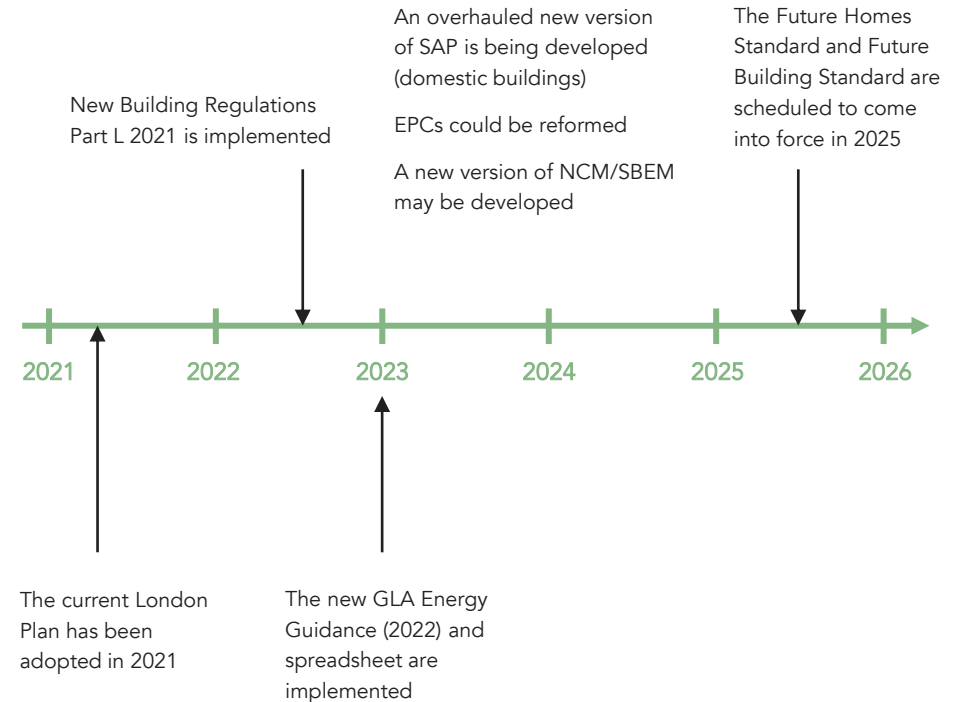 An overhauled new version
of SAP is being developed
(domestic buildings)
EPCs could be reformed
A new version of NCM/SBEM
may be developed
The Future Homes
Standard and Future
Building Standard are
scheduled to come
into force in 2025
New Building Regulations
Part L 2021 is implemented
2021
2022
2023
2024
2025
2026
The current London
Plan has been
adopted in 2021
The new GLA Energy
Guidance (2022) and
spreadsheet are
implemented